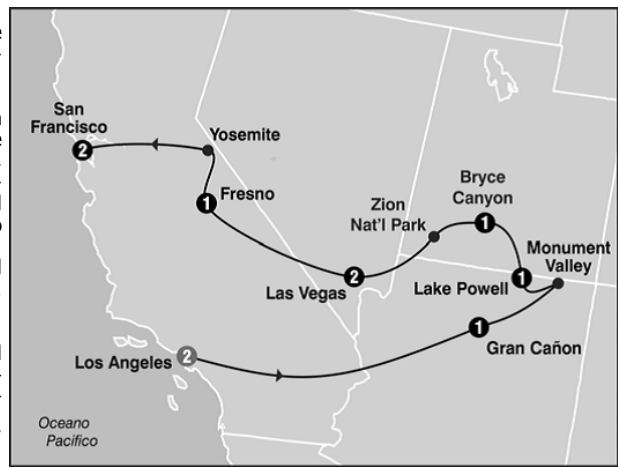 San
Francisco
2
Yosemite
1
Fresno
Bryce
Canyon
1
Zion
Nat'l Park
Monument
Valley
Las Vegas
2
Lake Powell
1
1
Gran Cañon
Los Angeles
2
Oceano
Pacifico